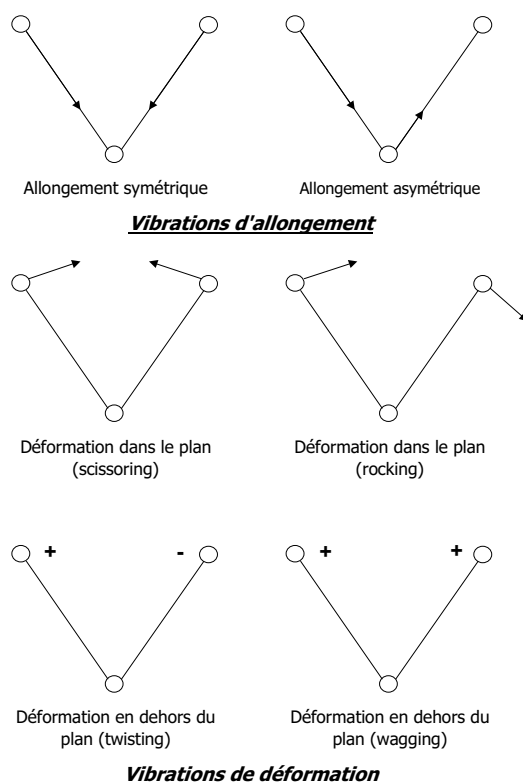 Allongement symétrique
Allongement asymétrique
Vibrations d'allongement
Déformation dans le plan
(scissoring)
Déformation dans le plan
(rocking)
+ -
+ +
Déformation en dehors du
plan (twisting)
Déformation en dehors du
plan (wagging)
Vibrations de déformation